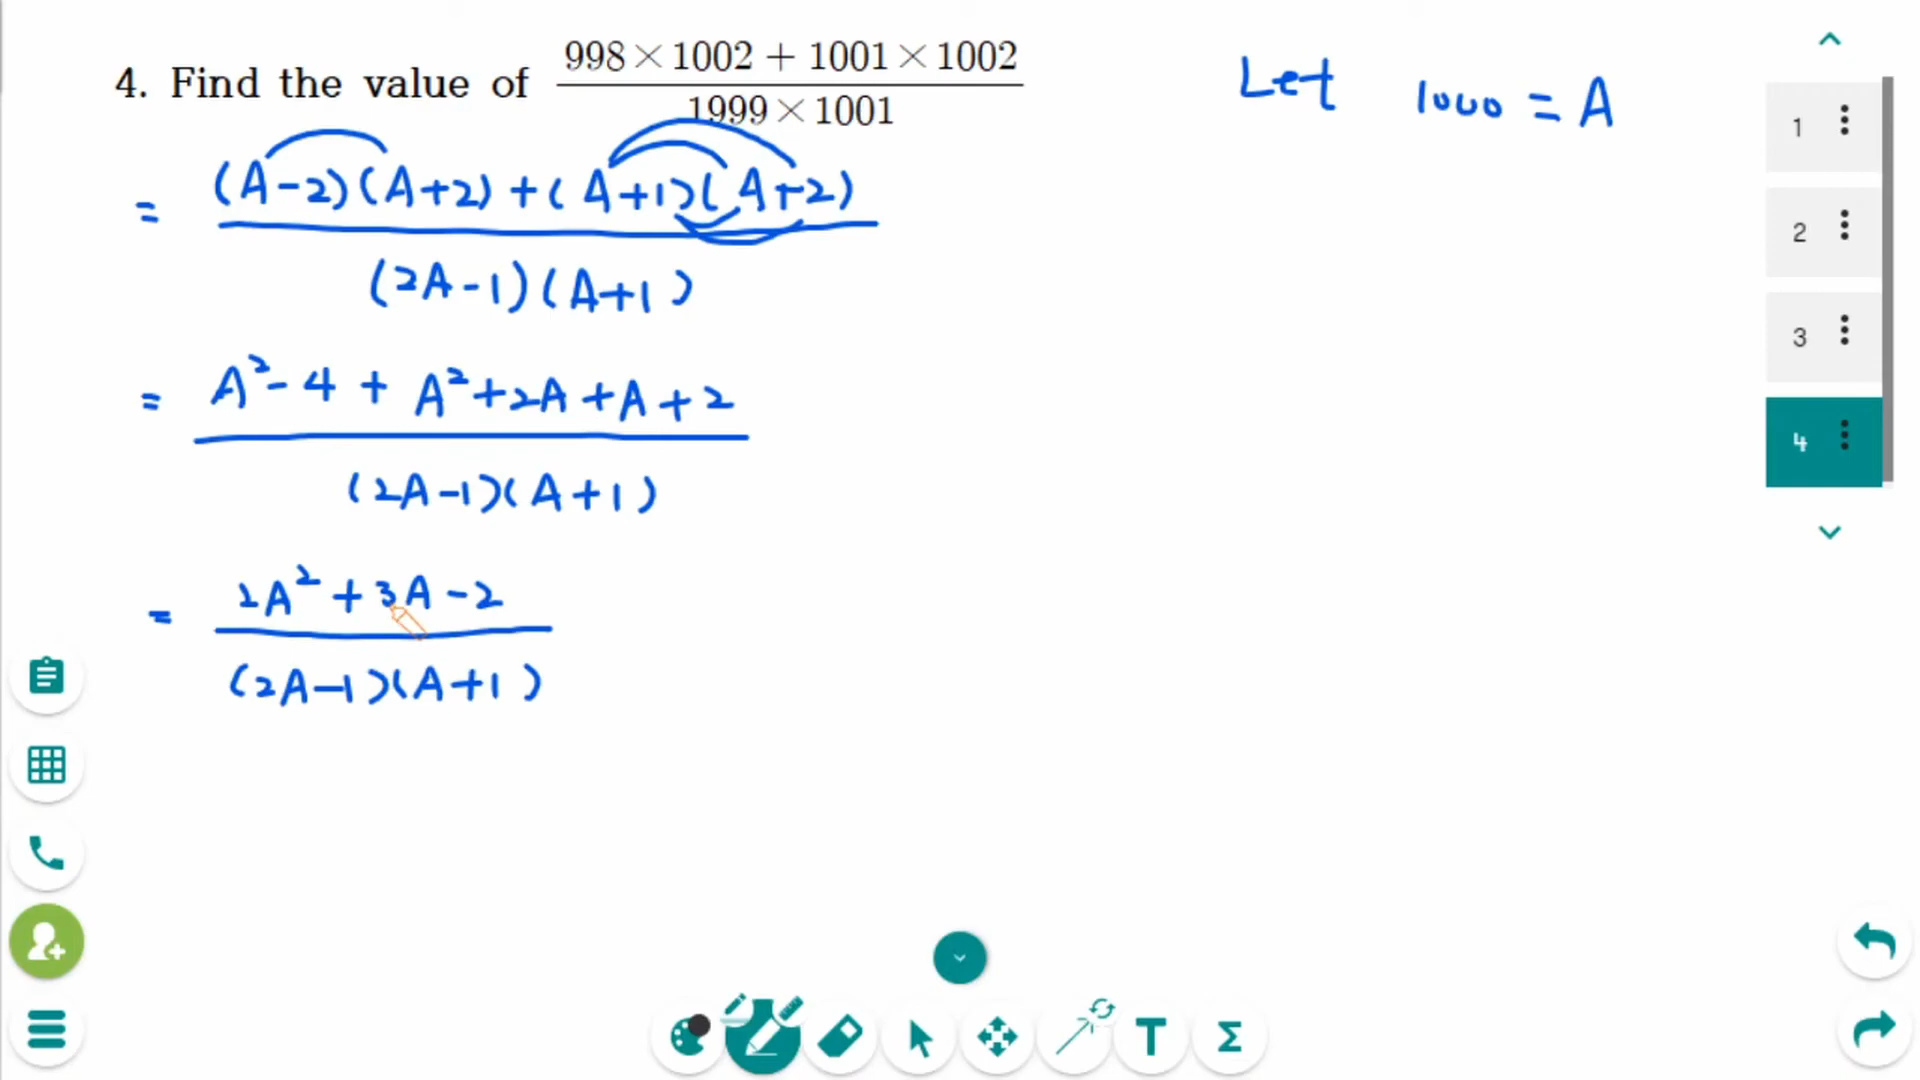 4. Find the value of 998×1002+1001×1002 / 1999×1001
Let 1000 = A
= (A-2)(A+2)+(A+1)(A+2)
(2A-1)(A+1)
= A²-4 + A²+2A+A+2
(2A-1)(A+1)
= 2A²+3A-2
(2A-1)(A+1)
1
2
3
4
T
Σ